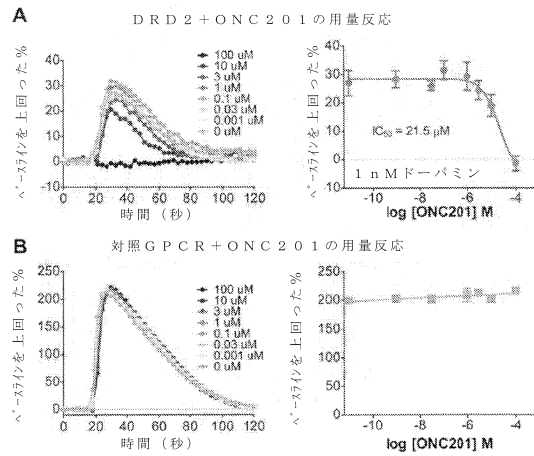 A
DRD2+ONC201の用量反応
ベースラインを上回った%
40
30
20
10
0
-10
0 20 40 60 80 100 120
時間 (秒)
100 uM
10 uM
3 uM
1 uM
0.1 uM
0.03 uM
0.001 uM
0 uM
ベースラインを上回った%
40
30
20
10
0
-10
IC50 = 21.5 µM
1nMドーパミン
-10 -8 -6 -4
log [ONC201] M
B
対照GPCR+ONC201の用量反応
ベースラインを上回った%
250
200
150
100
50
0
0 20 40 60 80 100 120
時間 (秒)
100 uM
10 uM
3 uM
1 uM
0.1 uM
0.03 uM
0.001 uM
0 uM
ベースラインを上回った%
250
200
150
100
50
0
-10 -8 -6 -4
log [ONC201] M